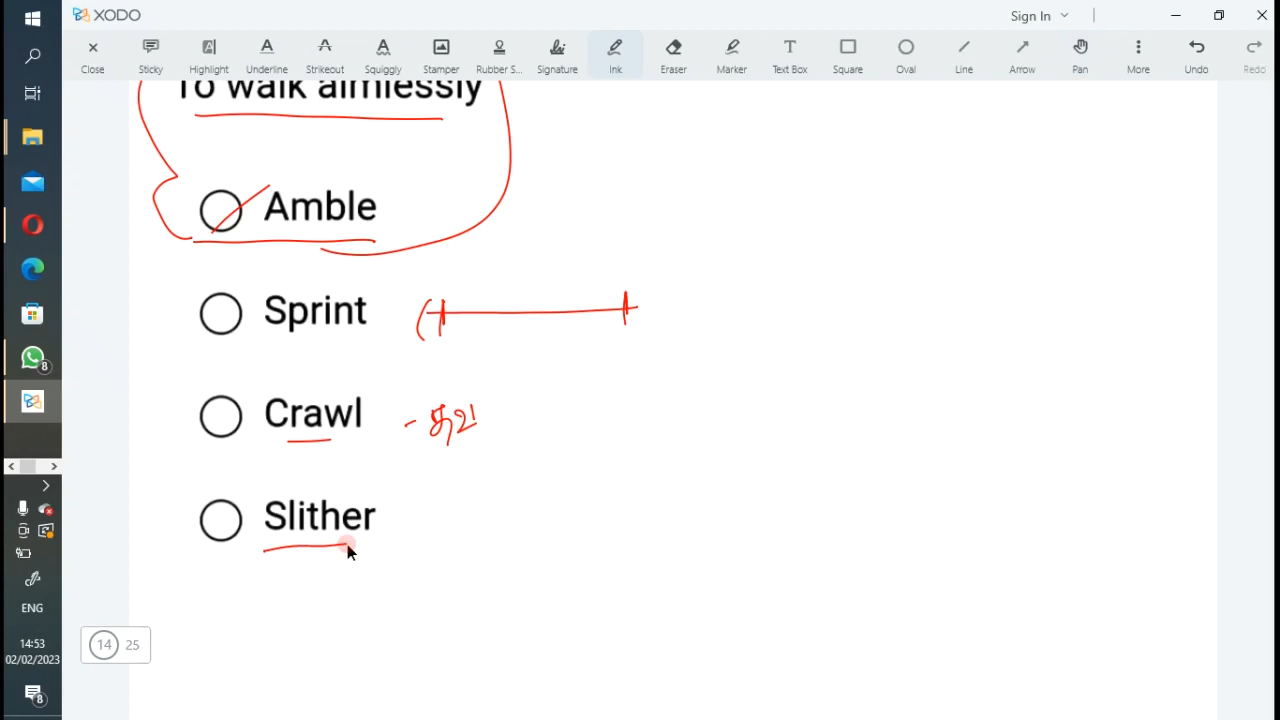 XODO
Sign In
Close
Sticky
Highlight
Underline
Strikeout
Squiggly
Stamper
Rubber S...
Signature
Ink
Eraser
Marker
Text Box
Square
Oval
Line
Arrow
Pan
More
Undo
Redo
To walk aimlessly
Amble
Sprint
Crawl
Slither
8
ENG
14:53
02/02/2023
14 25
8